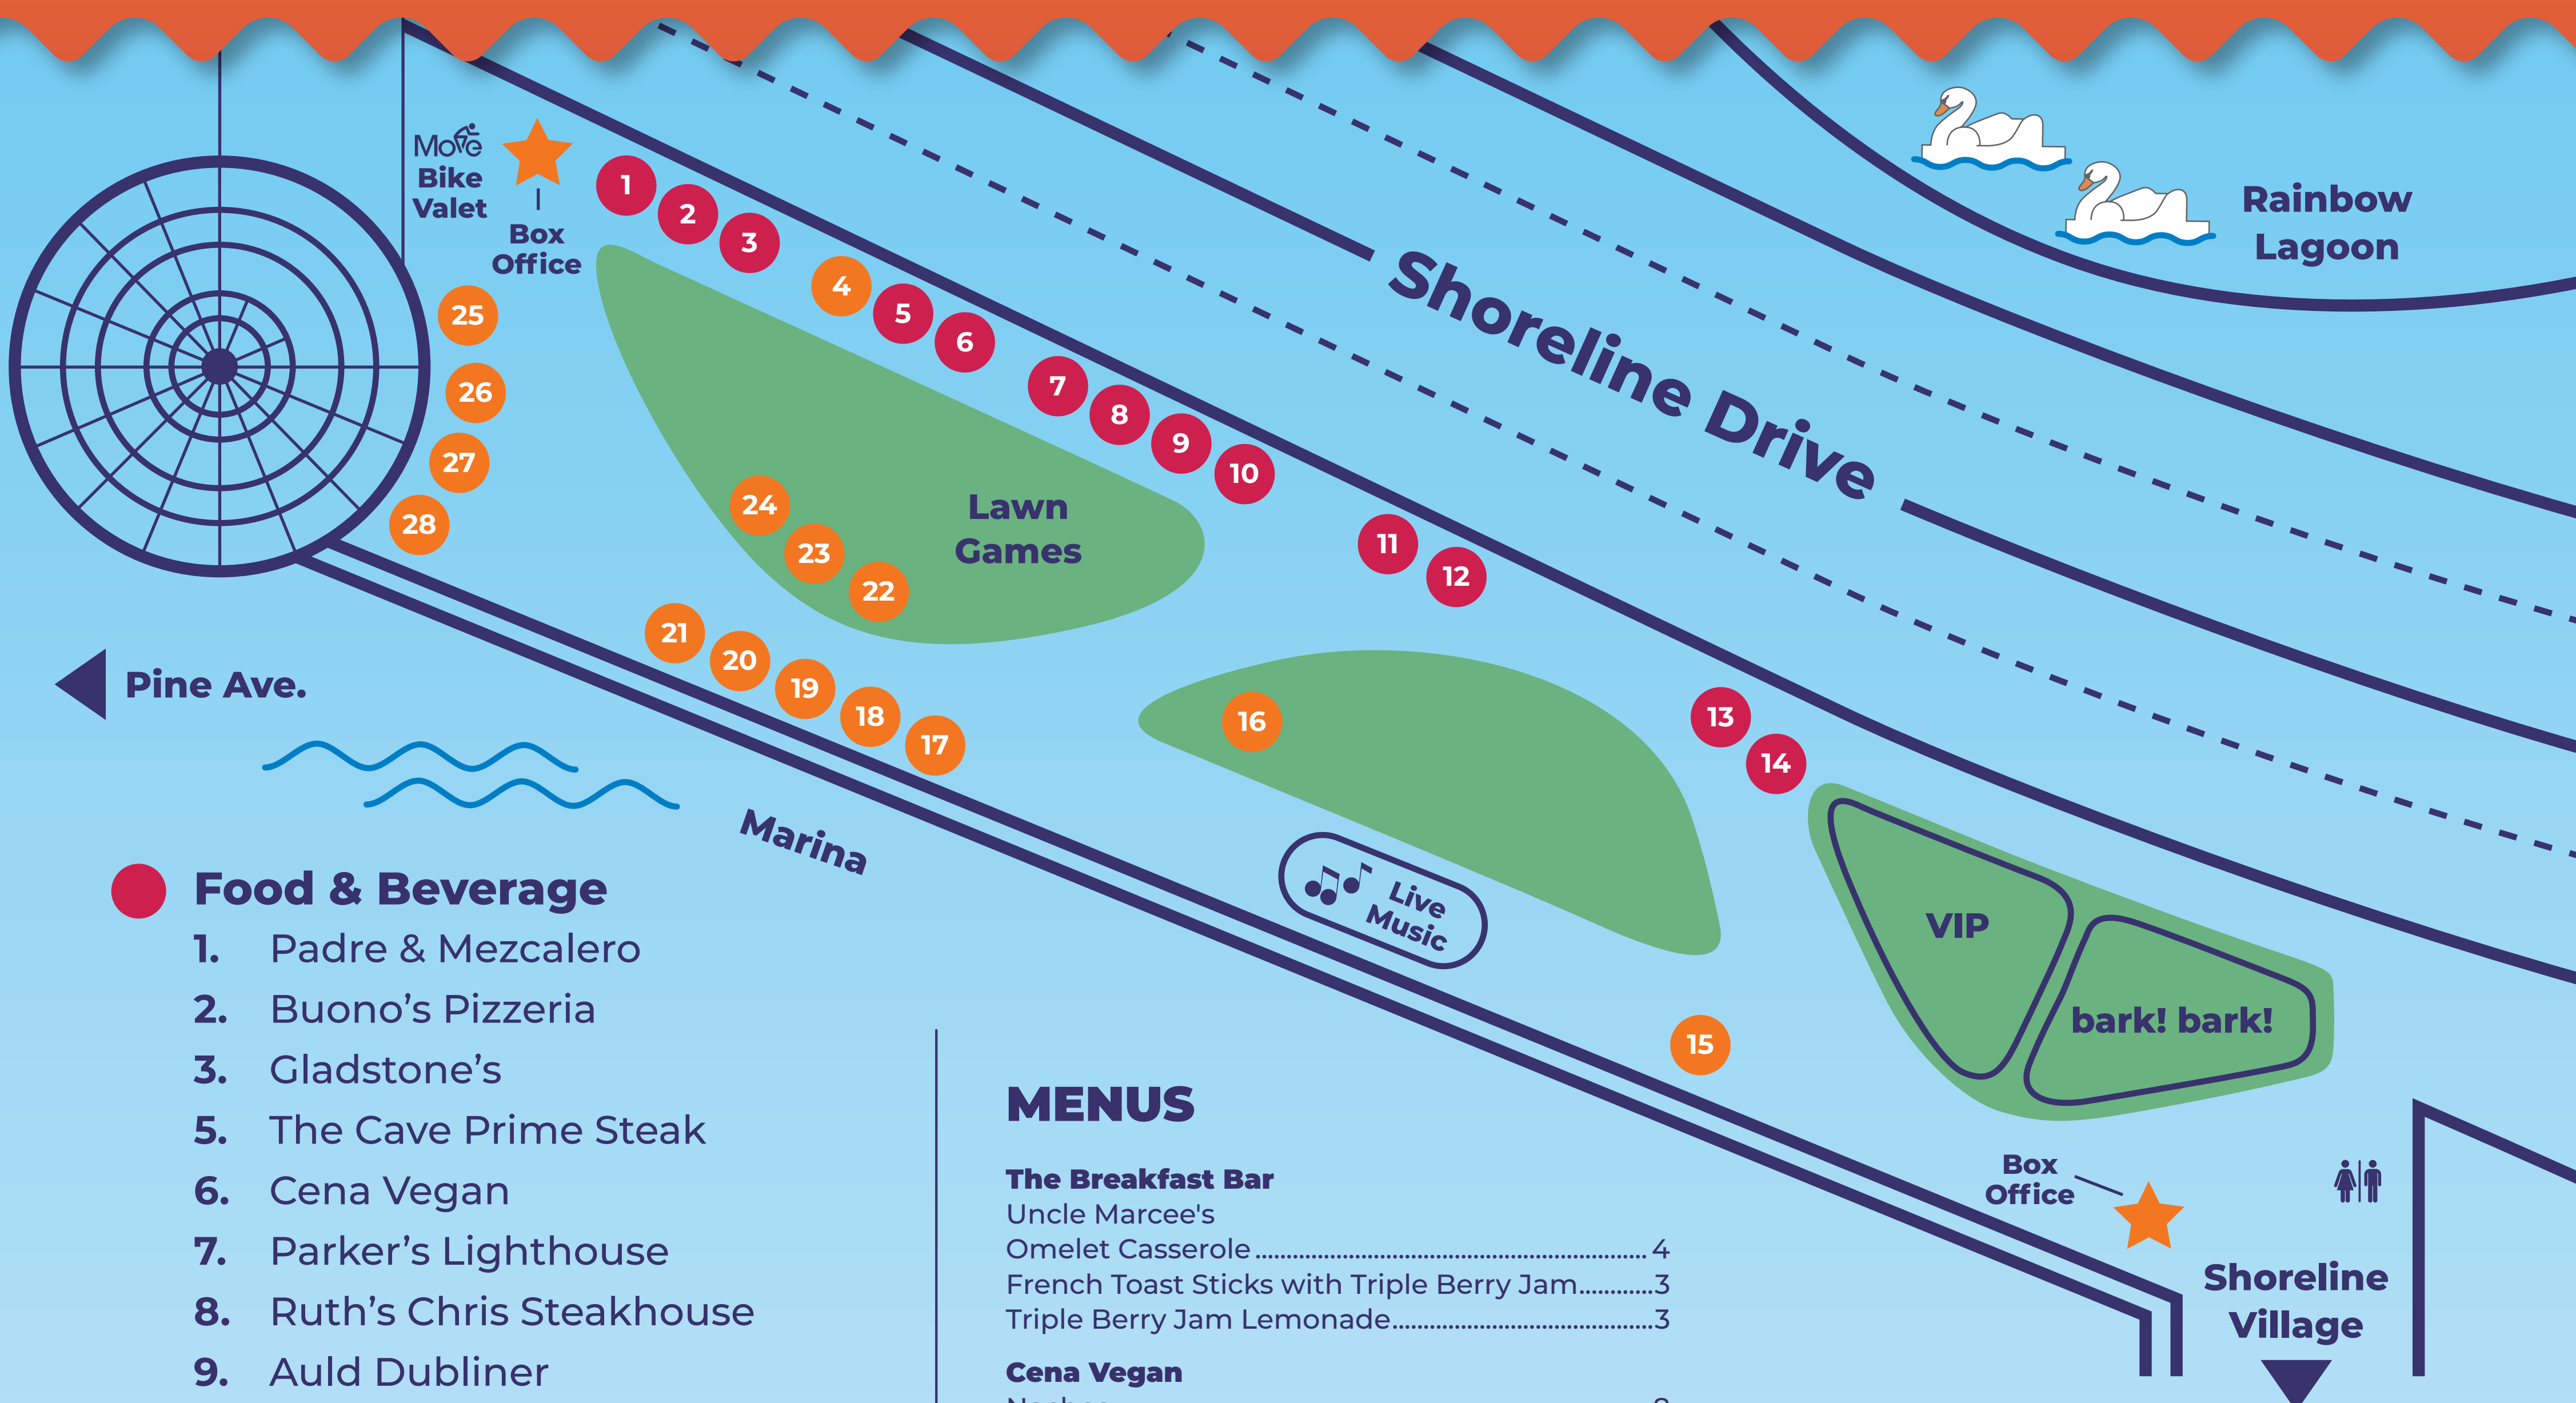 Move
Bike
Valet
Box
Office
1
2
3
4
5
6
7
8
9
10
11
12
13
14
15
16
17
18
19
20
21
22
23
24
25
26
27
28
Shoreline Drive
Rainbow
Lagoon
Lawn
Games
Pine Ave.
Marina
Live
Music
VIP
bark! bark!
Box
Office
Shoreline
Village
Food & Beverage
1. Padre & Mezcalero
2. Buono's Pizzeria
3. Gladstone's
5. The Cave Prime Steak
6. Cena Vegan
7. Parker's Lighthouse
8. Ruth's Chris Steakhouse
9. Auld Dubliner
MENUS
The Breakfast Bar
Uncle Marcee's
Omelet Casserole 4
French Toast Sticks with Triple Berry Jam 3
Triple Berry Jam Lemonade 3
Cena Vegan